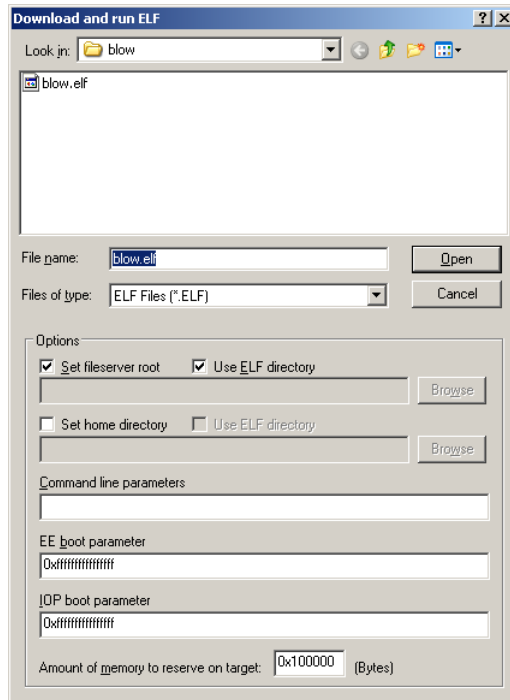 Download and run ELF
Look in: blow
blow.elf
File name: blow.elf Open
Files of type: ELF Files (*.ELF) Cancel
Options
Set fileserver root Use ELF directory
Browse
Set home directory Use ELF directory
Browse
Command line parameters
EE boot parameter
0xffffffffffffffff
IOP boot parameter
0xffffffffffffffff
Amount of memory to reserve on target: 0x100000 (Bytes)